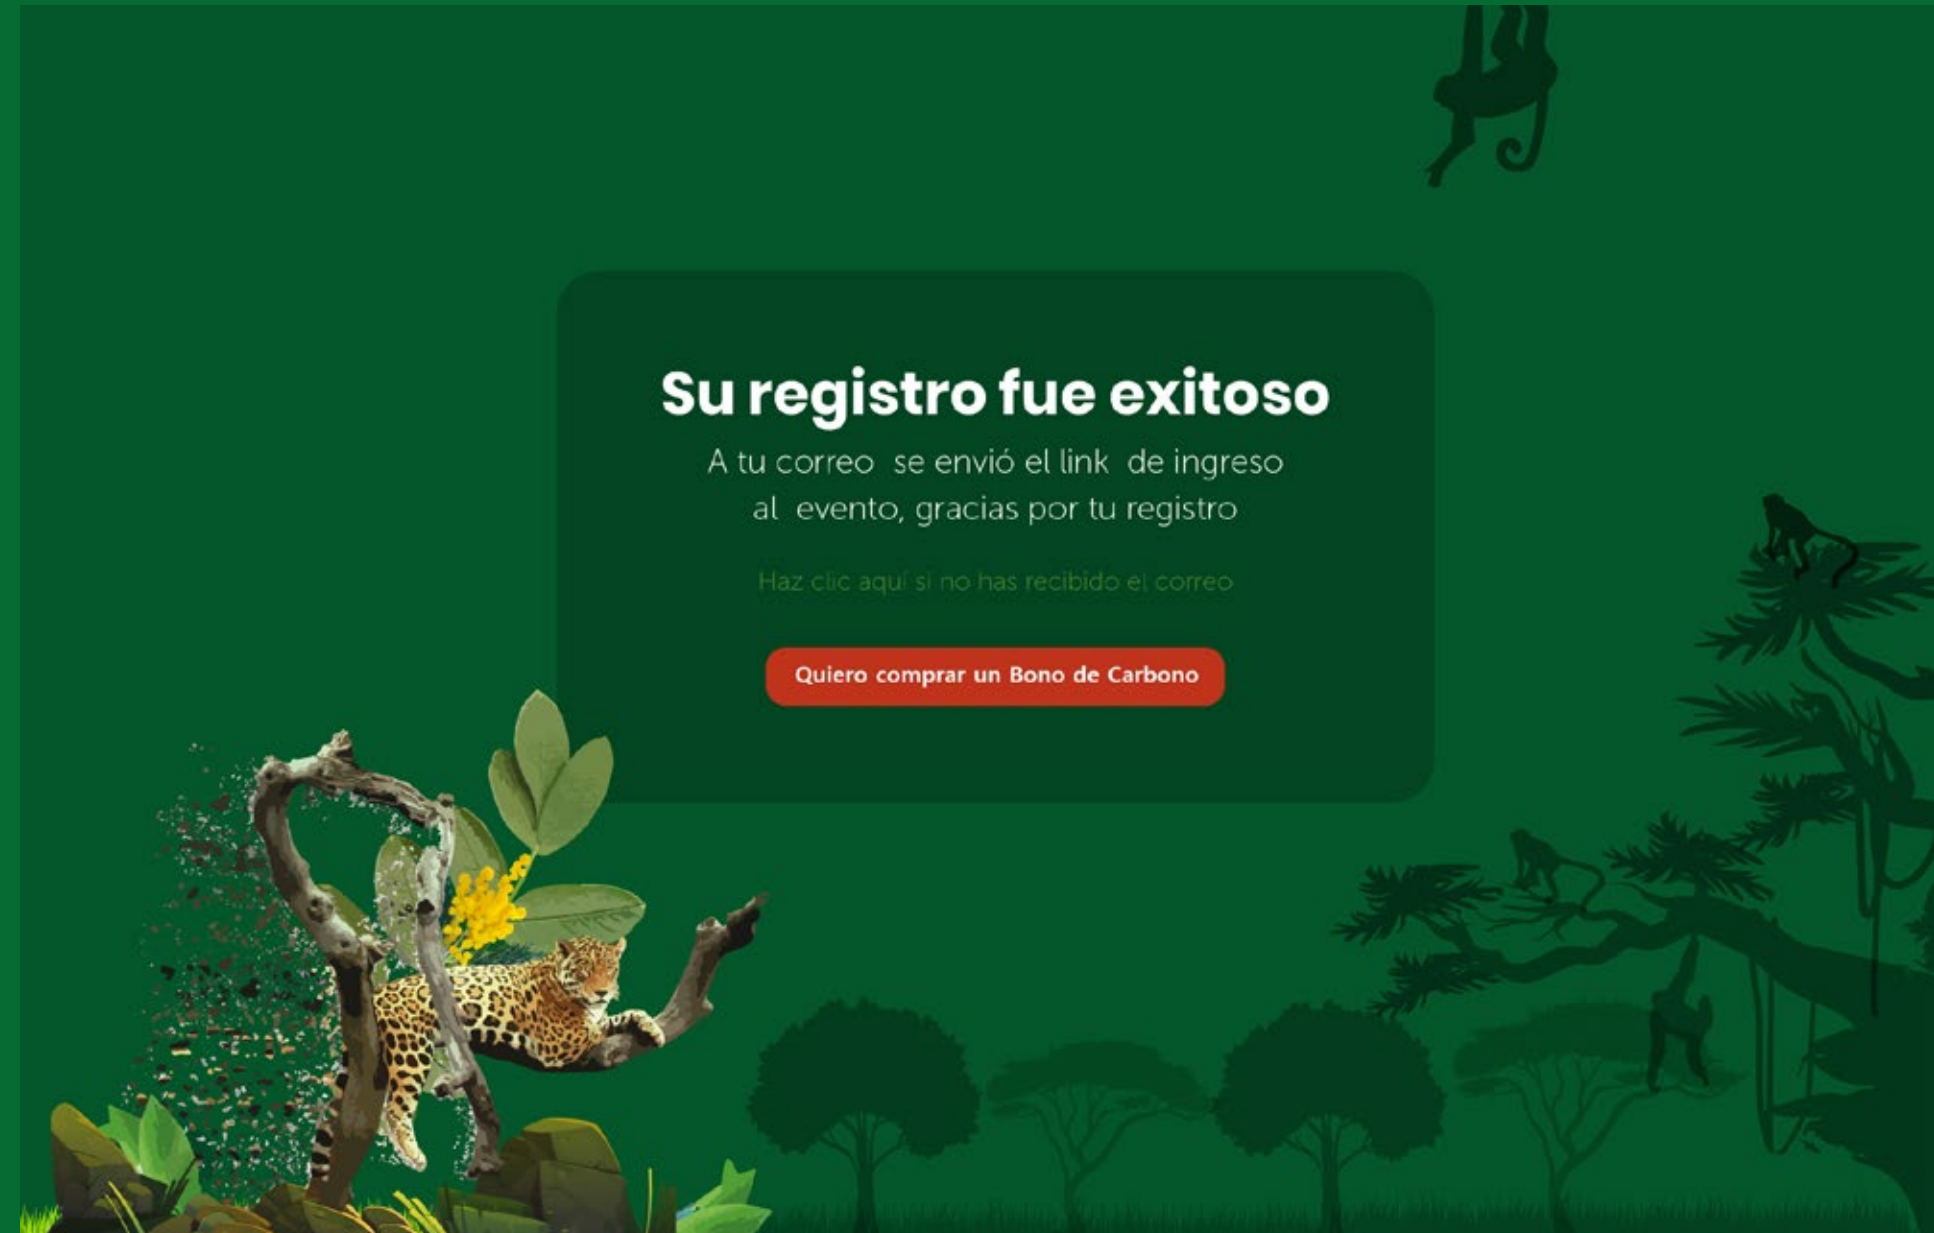 Su registro fue exitoso
A tu correo se envió el link de ingreso
al evento, gracias por tu registro
Haz clic aquí si no has recibido el correo
Quiero comprar un Bono de Carbono